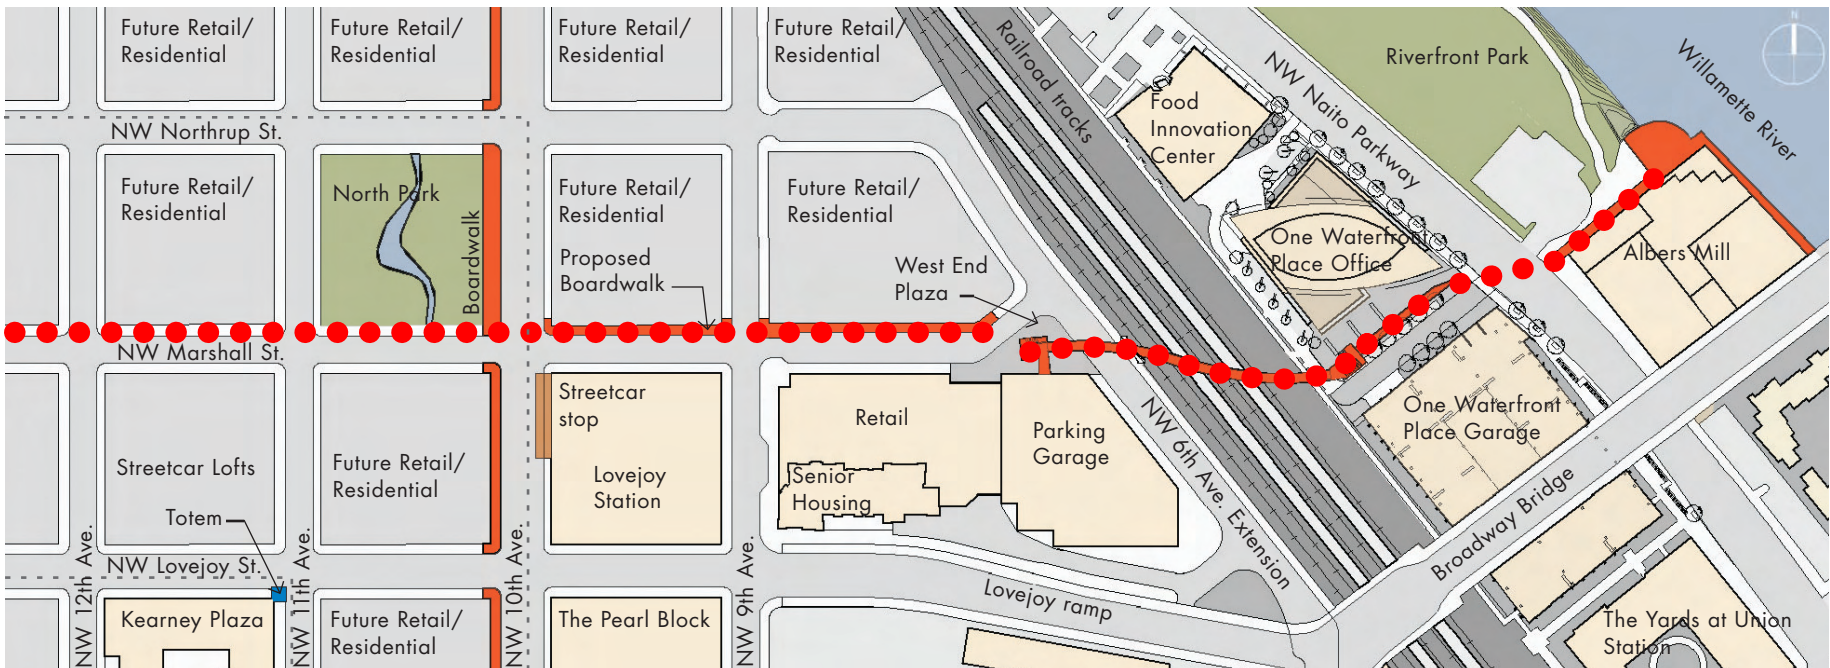 Future Retail/
Residential
Future Retail/
Residential
Future Retail/
Residential
Future Retail/
Residential
Railroad tracks
NW Naito Parkway
Riverfront Park
Willamette River
N
Food
Innovation
Center
NW Northrup St.
Future Retail/
Residential
North Park
Boardwalk
Future Retail/
Residential
Proposed
Boardwalk
Future Retail/
Residential
West End
Plaza
One Waterfront
Place Office
Albers Mill
NW Marshall St.
Streetcar Lofts
Future Retail/
Residential
Streetcar
stop
Lovejoy
Station
Retail
Senior
Housing
Parking
Garage
NW 6th Ave. Extension
One Waterfront
Place Garage
Broadway Bridge
Totem
NW Lovejoy St.
NW 12th Ave.
NW 11th Ave.
NW 10th Ave.
NW 9th Ave.
Lovejoy ramp
Kearney Plaza
Future Retail/
Residential
The Pearl Block
The Yards at Union
Station